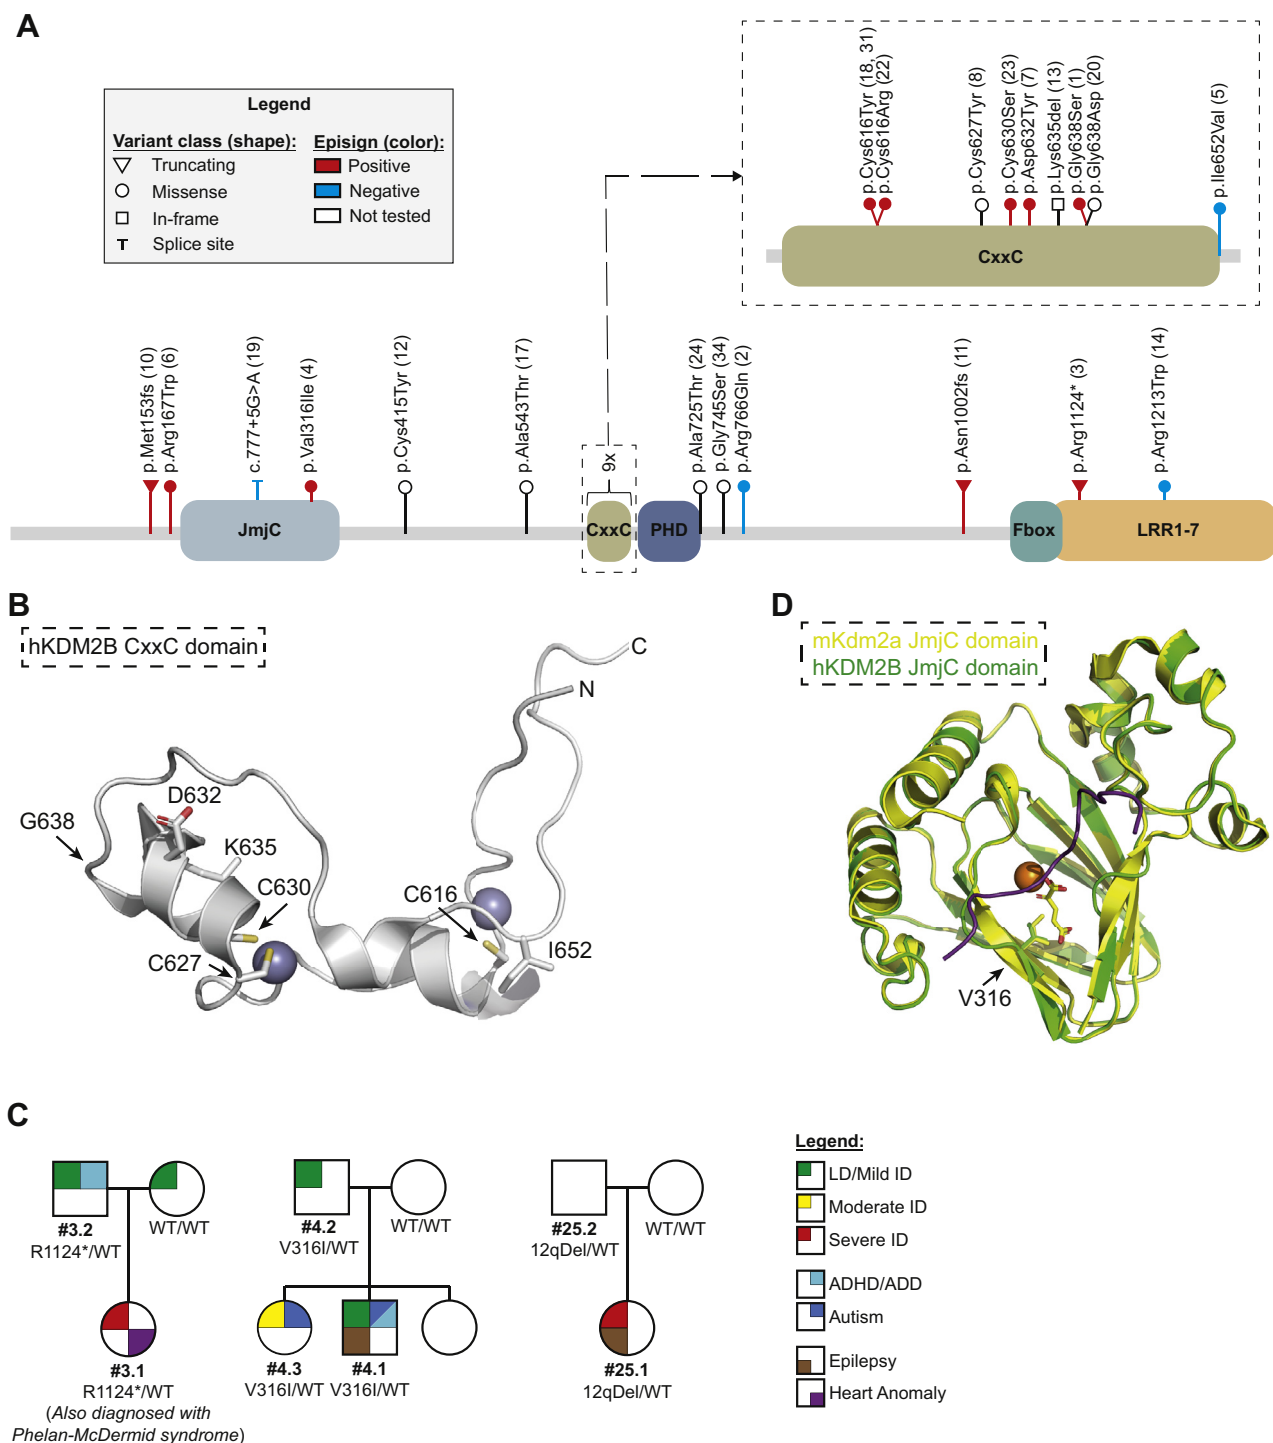 A
Legend
Variant class (shape):
Truncating
Missense
In-frame
Splice site
Episign (color):
Positive
Negative
Not tested
p.Cys616Tyr (18, 31)
p.Cys616Arg (22)
p.Cys627Tyr (8)
p.Cys630Ser (23)
p.Asp632Tyr (7)
p.Lys635del (13)
p.Gly638Ser (1)
p.Gly638Asp (20)
p.Ile652Val (5)
CxxC
p.Met153fs (10)
p.Arg167Trp (6)
c.777+5G>A (19)
p.Val316Ile (4)
p.Cys415Tyr (12)
p.Ala543Thr (17)
9x
p.Ala725Thr (24)
p.Gly745Ser (34)
p.Arg766Gln (2)
p.Asn1002fs (11)
p.Arg1124* (3)
p.Arg1213Trp (14)
JmjC
CxxC
PHD
Fbox
LRR1-7
B
hKDM2B CxxC domain
C
N
G638
D632
K635
C630
C627
C616
I652
D
mKdm2a JmjC domain
hKDM2B JmjC domain
V316
C
#3.2
R1124*/WT
WT/WT
#3.1
R1124*/WT
(Also diagnosed with
Phelan-McDermid syndrome)
#4.2
V316I/WT
WT/WT
#4.3
V316I/WT
#4.1
V316I/WT
#25.2
12qDel/WT
WT/WT
#25.1
12qDel/WT
Legend:
LD/Mild ID
Moderate ID
Severe ID
ADHD/ADD
Autism
Epilepsy
Heart Anomaly